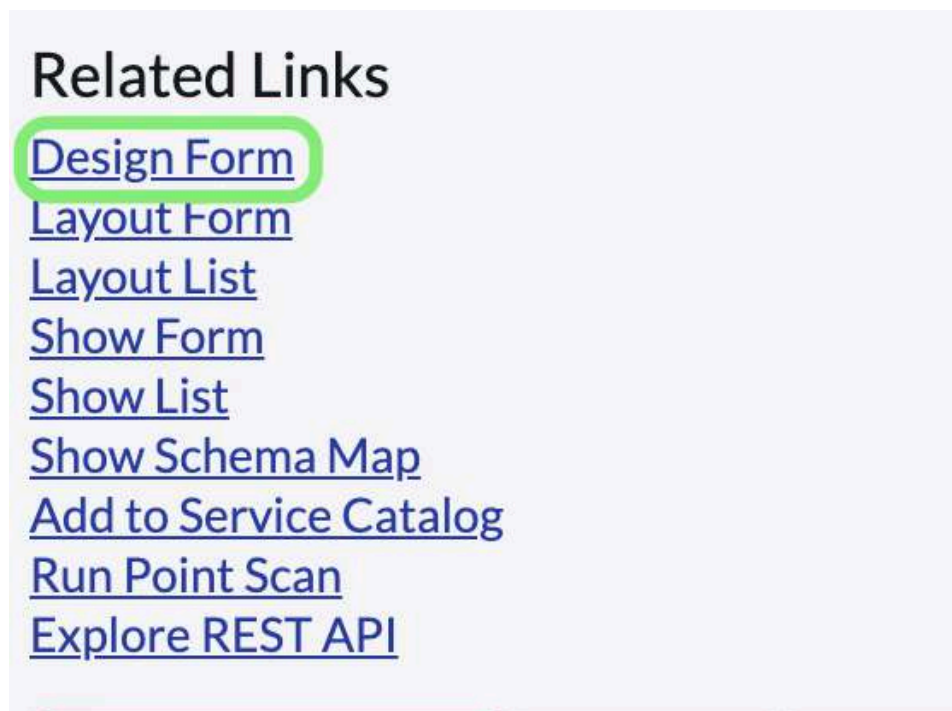 Related Links
Design Form
Layout Form
Layout List
Show Form
Show List
Show Schema Map
Add to Service Catalog
Run Point Scan
Explore REST API